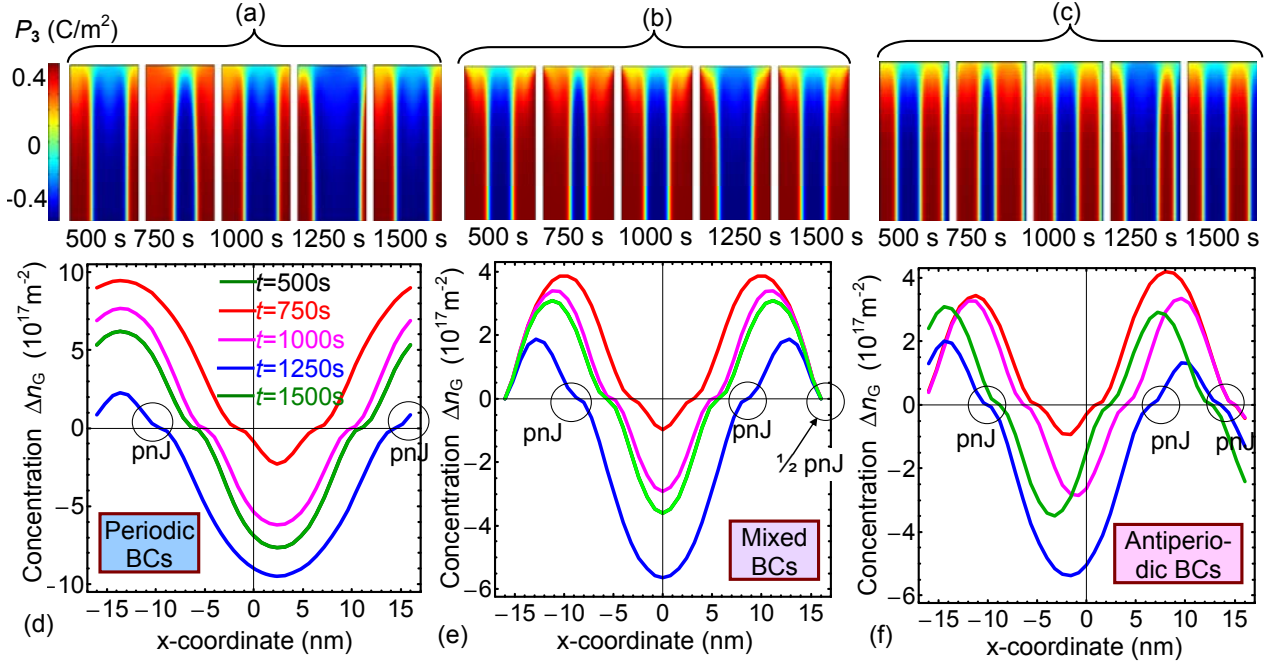 P3 (C/m2)
(a)
(b)
(c)
0.4
0
-0.4
500 s 750 s 1000 s 1250 s 1500 s
500 s 750 s 1000 s 1250 s 1500 s
500 s 750 s 1000 s 1250 s 1500 s
Concentration ΔnG (10^17 m^-2)
10
5
0
−5
−10
t=500s
t=750s
t=1000s
t=1250s
t=1500s
pnJ
pnJ
Periodic
BCs
−15 −10 −5 0 5 10 15
x-coordinate (nm)
(d)
Concentration ΔnG (10^17 m^-2)
4
2
0
−2
−4
−6
pnJ
pnJ
½ pnJ
Mixed
BCs
−15 −10 −5 0 5 10 15
x-coordinate (nm)
(e)
Concentration ΔnG (10^17 m^-2)
4
2
0
−2
−4
−6
pnJ
pnJ
pnJ
Antiperio-
dic BCs
−15 −10 −5 0 5 10 15
x-coordinate (nm)
(f)